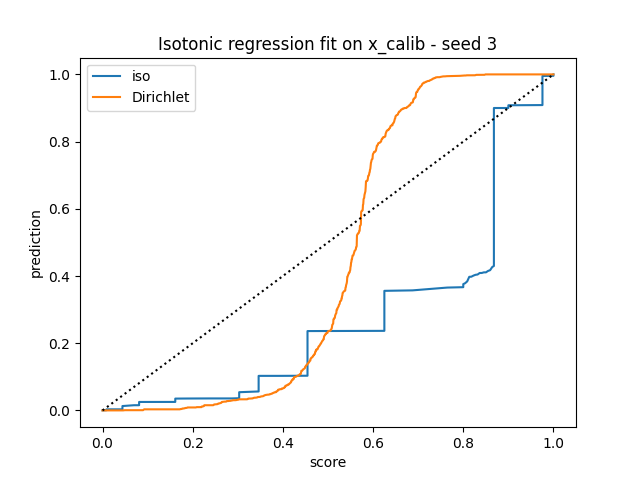 Isotonic regression fit on x_calib - seed 3
iso
Dirichlet
1.0
0.8
0.6
0.4
0.2
0.0
prediction
0.0 0.2 0.4 0.6 0.8 1.0
score